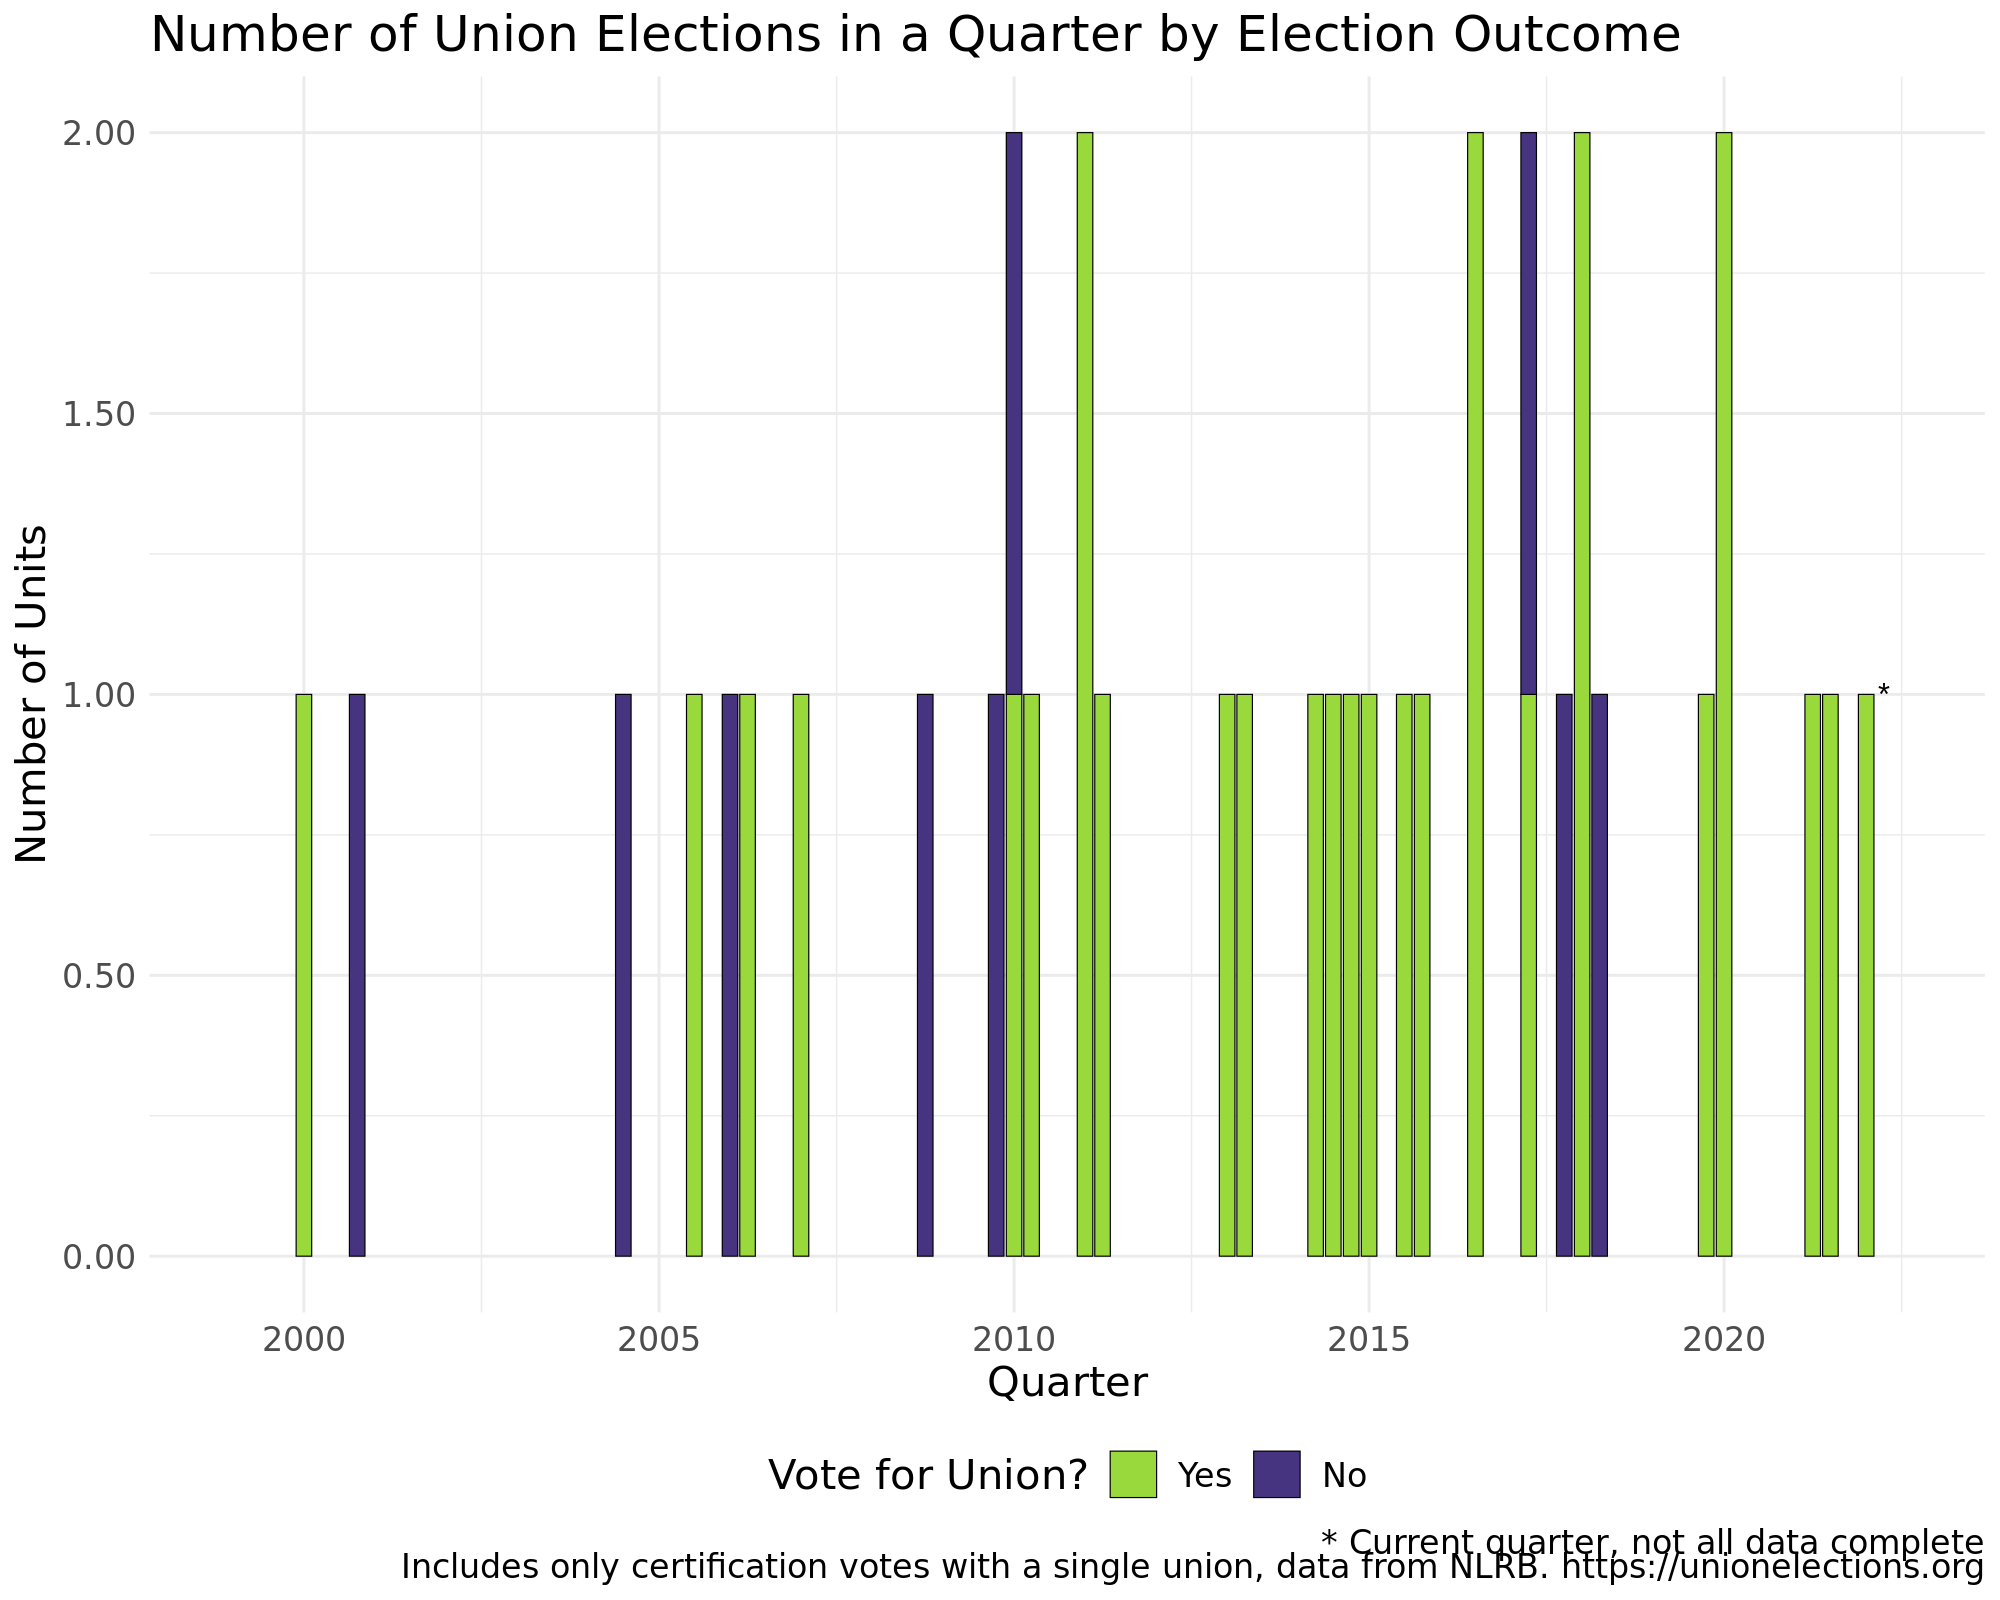 Number of Union Elections in a Quarter by Election Outcome
Number of Units
2.00
1.50
1.00
0.50
0.00
*
2000 2005 2010 2015 2020
Quarter
Vote for Union? Yes No
* Current quarter, not all data complete
Includes only certification votes with a single union, data from NLRB. https://unionelections.org